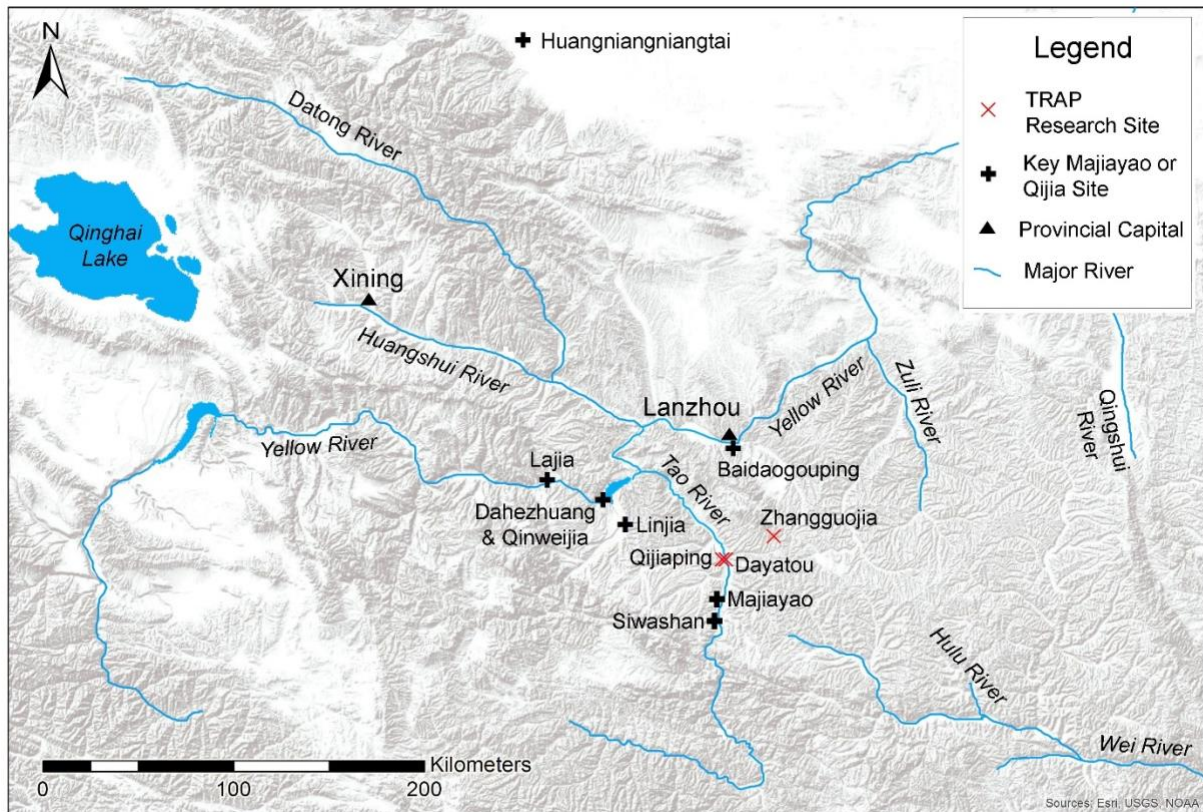 N
Huangniangniangtai
Datong River
Qinghai
Lake
Xining
Huangshui River
Lanzhou
Yellow River
Zuli River
Qingshui
River
Yellow River
Lajia
Baidaogouping
Tao River
Dahezhuang
& Qinweijia
Linjia
Zhangguojia
Qijiaping
Dayatou
Majiayao
Siwashan
Hulu River
Wei River
Kilometers
0
100
200
Legend
TRAP
Research Site
Key Majiayao or
Qijia Site
Provincial Capital
Major River
Sources: Esri, USGS, NOAA